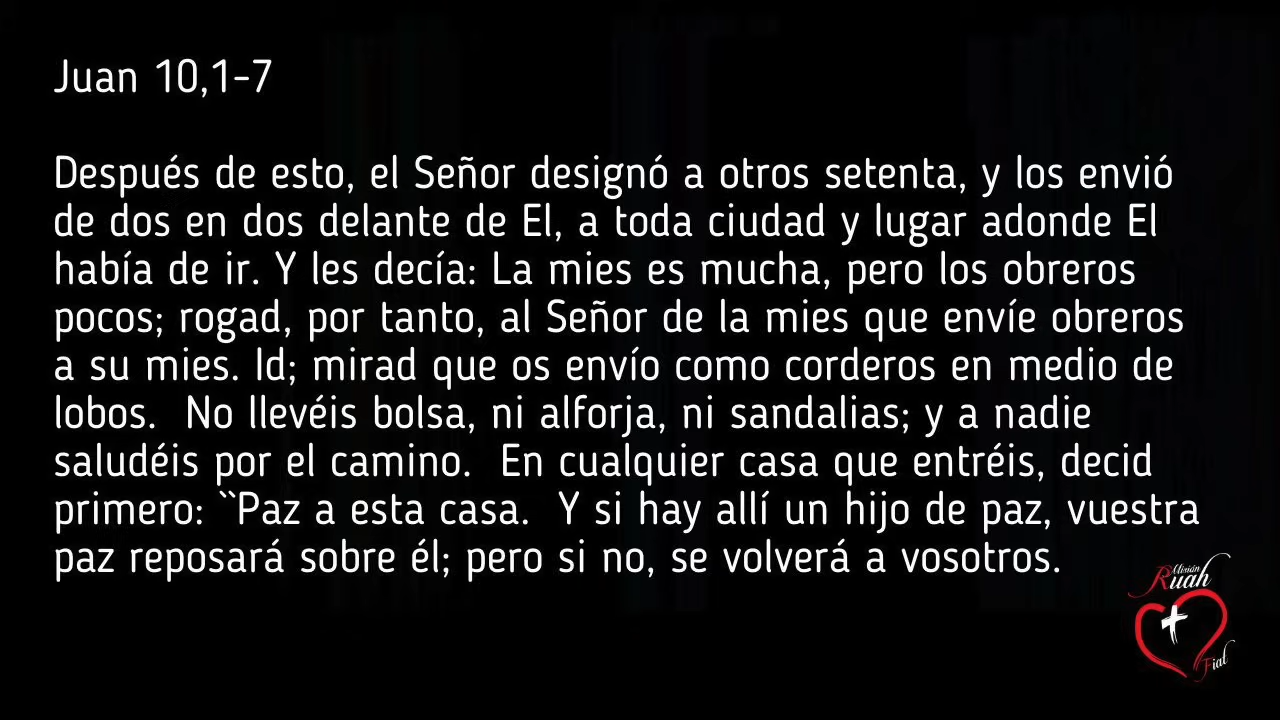 Juan 10,1-7
Después de esto, el Señor designó a otros setenta, y los envió
de dos en dos delante de El, a toda ciudad y lugar adonde El
había de ir. Y les decía: La mies es mucha, pero los obreros
pocos; rogad, por tanto, al Señor de la mies que envíe obreros
a su mies. Id; mirad que os envío como corderos en medio de
lobos.  No llevéis bolsa, ni alforja, ni sandalias; y a nadie
saludéis por el camino.  En cualquier casa que entréis, decid
primero: ``Paz a esta casa.  Y si hay allí un hijo de paz, vuestra
paz reposará sobre él; pero si no, se volverá a vosotros.
Misión
Ruah
Fial